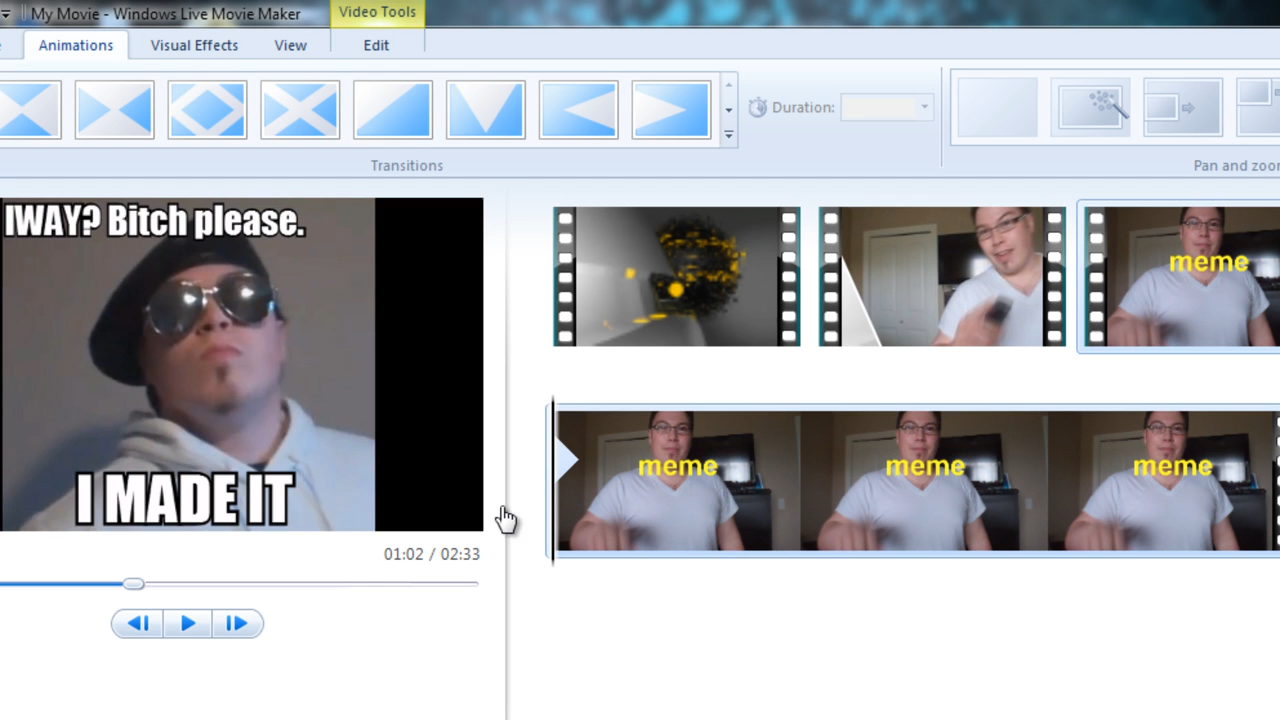 My Movie - Windows Live Movie Maker
Video Tools
Animations
Visual Effects
View
Edit
Duration:
Transitions
Pan and zoo
IWAY? Bitch please.
I MADE IT
01:02 / 02:33
meme
meme
meme
meme